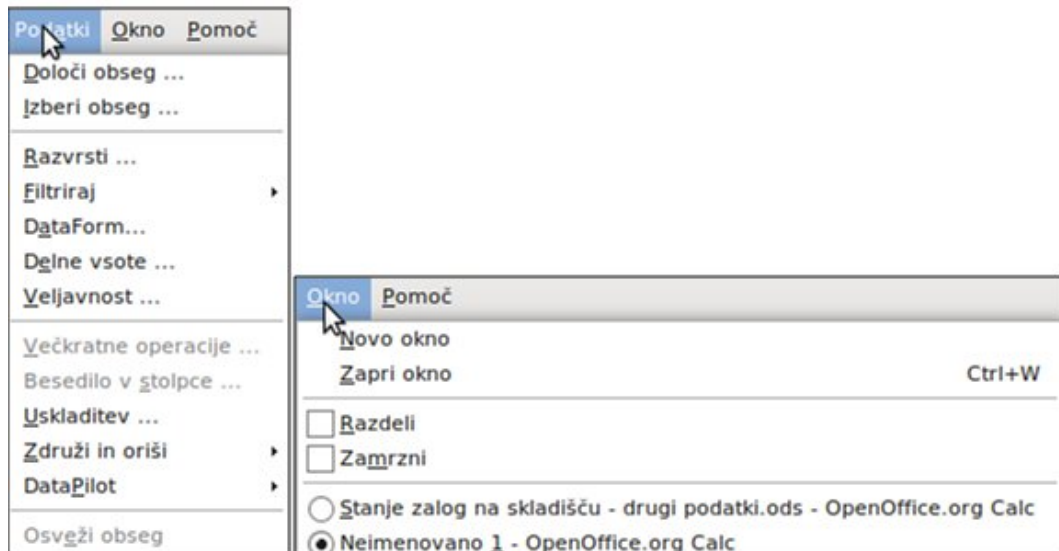 Podatki Okno Pomoč
Določi obseg ...
Izberi obseg ...
Razvrsti ...
Filtriraj
DataForm...
Delne vsote ...
Veljavnost ...
Večkratne operacije ...
Besedilo v stolpce ...
Uskladitev ...
Združi in oriši
DataPilot
Osveži obseg
Okno Pomoč
Novo okno
Zapri okno Ctrl+W
Razdeli
Zamrzni
Stanje zalog na skladišču - drugi podatki.ods - OpenOffice.org Calc
Neimenovano 1 - OpenOffice.org Calc